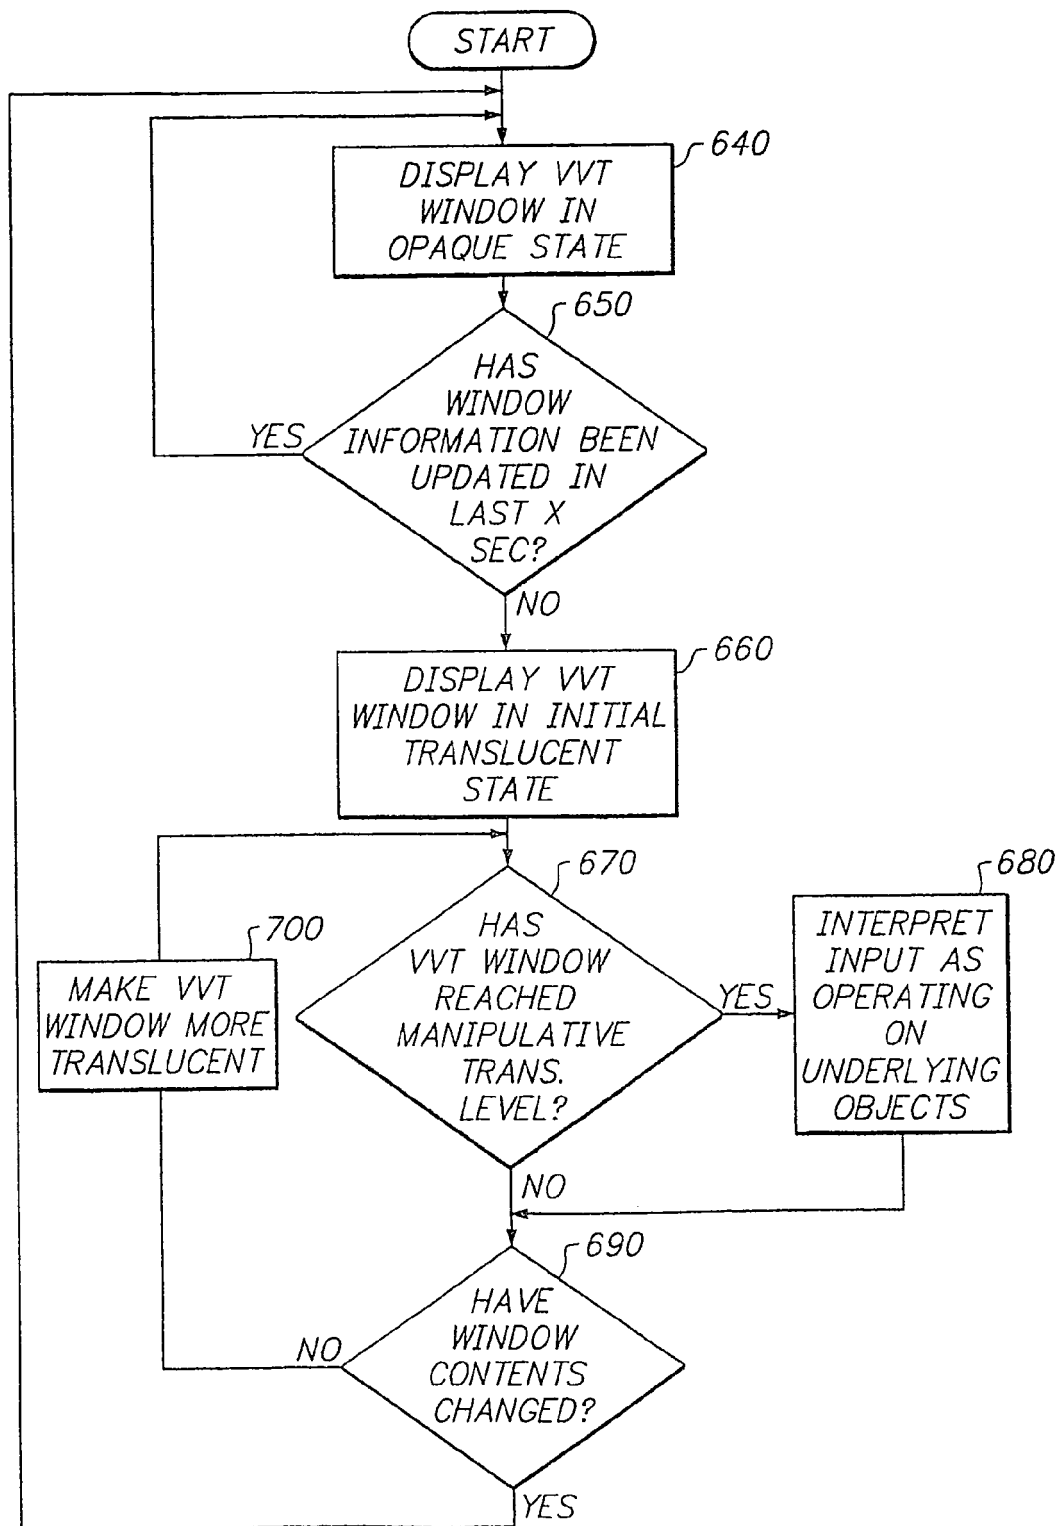 START
640
DISPLAY VVT
WINDOW IN
OPAQUE STATE
650
HAS
WINDOW
INFORMATION BEEN
UPDATED IN
LAST X
SEC?
YES
NO
660
DISPLAY VVT
WINDOW IN INITIAL
TRANSLUCENT
STATE
670
HAS
VVT WINDOW
REACHED
MANIPULATIVE
TRANS.
LEVEL?
YES
680
INTERPRET
INPUT AS
OPERATING
ON
UNDERLYING
OBJECTS
700
MAKE VVT
WINDOW MORE
TRANSLUCENT
NO
690
HAVE
WINDOW
CONTENTS
CHANGED?
NO
YES